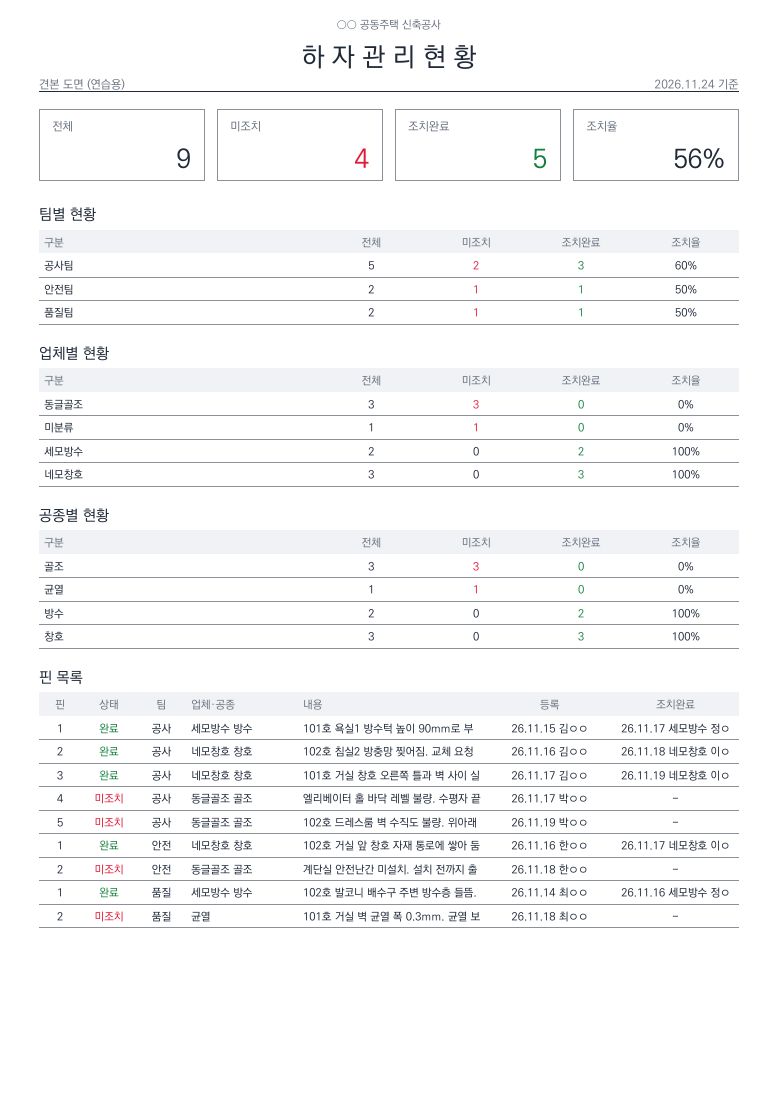 ○○ 공동주택 신축공사
하자관리현황
견본 도면 (연습용) 2026.11.24 기준
전체 미조치 조치완료 조치율
9 4 5 56%
팀별 현황
구분 전체 미조치 조치완료 조치율
공사팀 5 2 3 60%
안전팀 2 1 1 50%
품질팀 2 1 1 50%
업체별 현황
구분 전체 미조치 조치완료 조치율
동글골조 3 3 0 0%
미분류 1 1 0 0%
세모방수 2 0 2 100%
네모창호 3 0 3 100%
공종별 현황
구분 전체 미조치 조치완료 조치율
골조 3 3 0 0%
균열 1 1 0 0%
방수 2 0 2 100%
창호 3 0 3 100%
핀 목록
핀 상태 팀 업체·공종 내용 등록 조치완료
1 완료 공사 세모방수 방수 101호 욕실1 방수턱 높이 90mm로 부 26.11.15 김ㅇㅇ 26.11.17 세모방수 정ㅇ
2 완료 공사 네모창호 창호 102호 침실2 방충망 찢어짐. 교체 요청 26.11.16 김ㅇㅇ 26.11.18 네모창호 이ㅇ
3 완료 공사 네모창호 창호 101호 거실 창호 오른쪽 틀과 벽 사이 실 26.11.17 김ㅇㅇ 26.11.19 네모창호 이ㅇ
4 미조치 공사 동글골조 골조 엘리베이터 홀 바닥 레벨 불량. 수평자 끝 26.11.17 박ㅇㅇ –
5 미조치 공사 동글골조 골조 102호 드레스룸 벽 수직도 불량. 위아래 26.11.19 박ㅇㅇ –
1 완료 안전 네모창호 창호 102호 거실 앞 창호 자재 통로에 쌓아 둠 26.11.16 한ㅇㅇ 26.11.17 네모창호 이ㅇ
2 미조치 안전 동글골조 골조 계단실 안전난간 미설치. 설치 전까지 출 26.11.18 한ㅇㅇ –
1 완료 품질 세모방수 방수 102호 발코니 배수구 주변 방수층 들뜸. 26.11.14 최ㅇㅇ 26.11.16 세모방수 정ㅇ
2 미조치 품질 균열 101호 거실 벽 균열 폭 0.3mm. 균열 보 26.11.18 최ㅇㅇ –